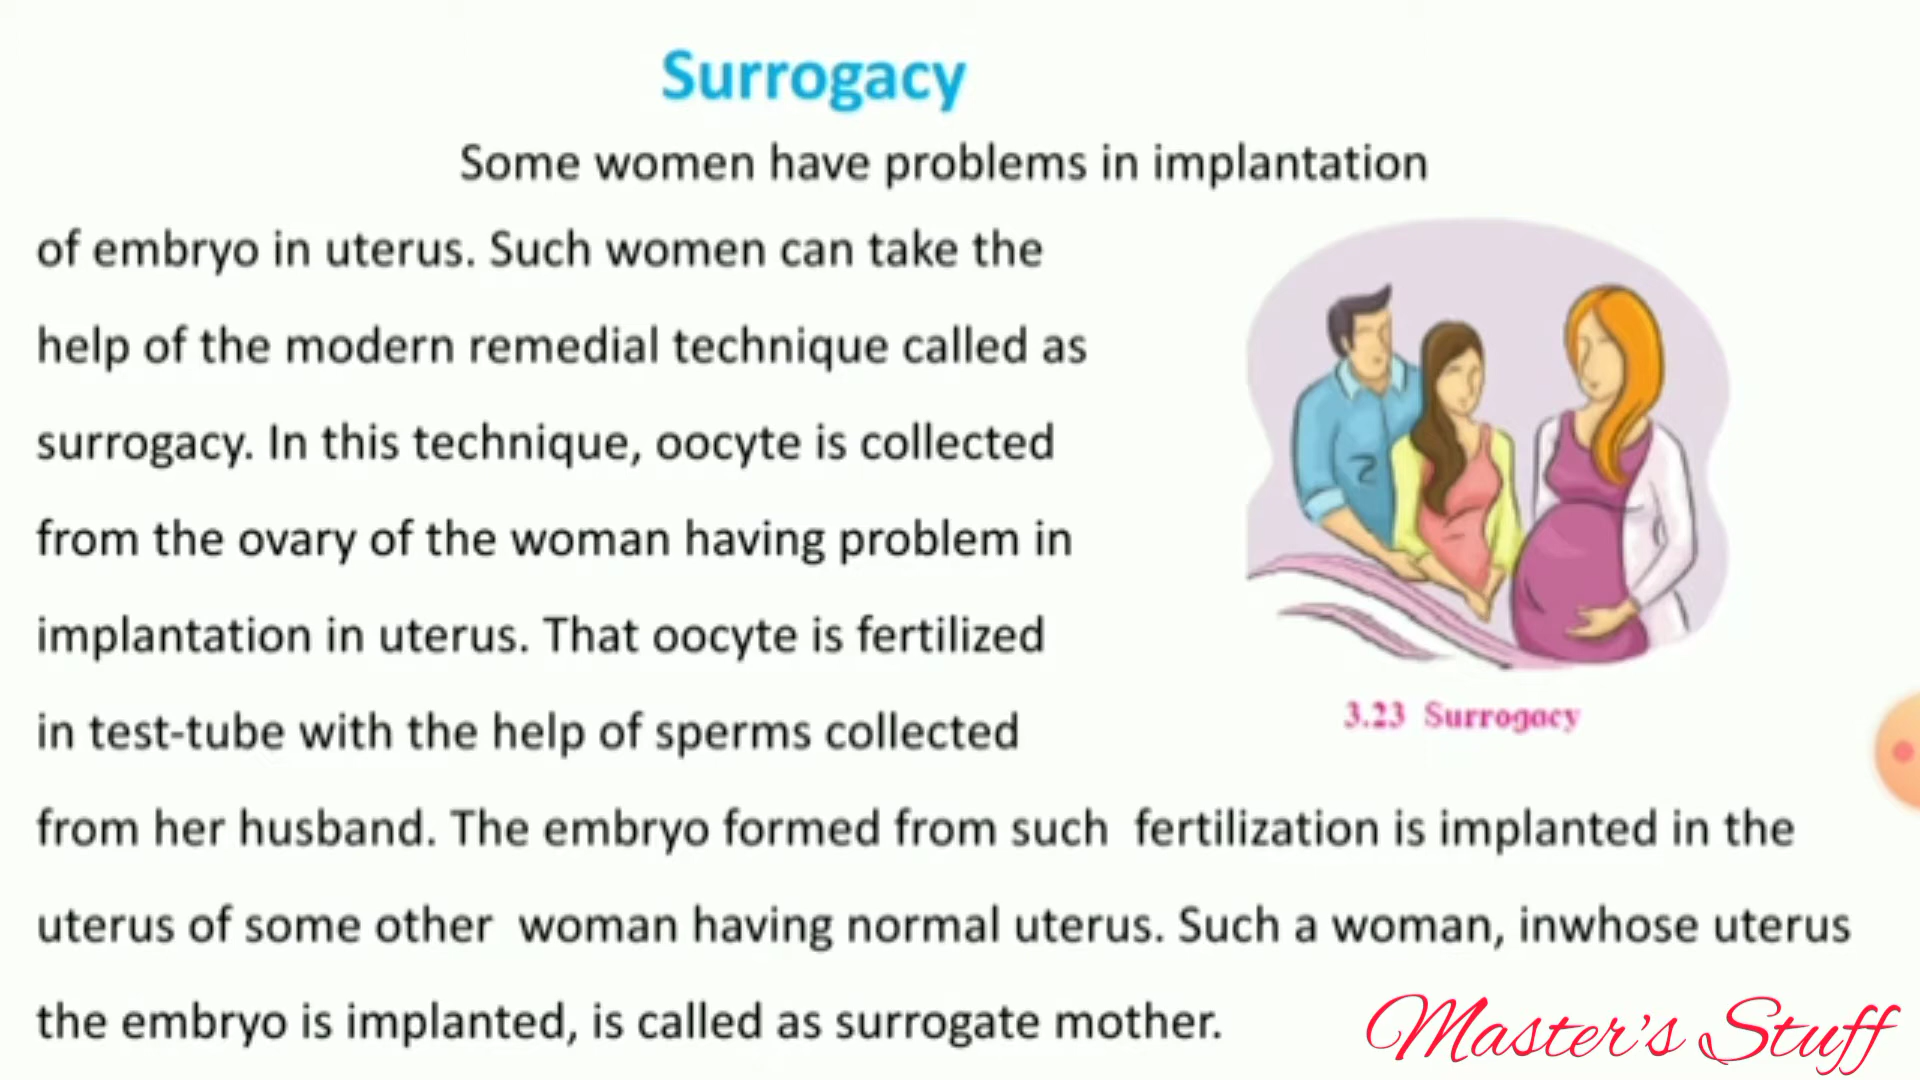 Surrogacy
Some women have problems in implantation
of embryo in uterus. Such women can take the
help of the modern remedial technique called as
surrogacy. In this technique, oocyte is collected
from the ovary of the woman having problem in
implantation in uterus. That oocyte is fertilized
in test-tube with the help of sperms collected
3.23 Surrogacy
from her husband. The embryo formed from such fertilization is implanted in the
uterus of some other woman having normal uterus. Such a woman, inwhose uterus
the embryo is implanted, is called as surrogate mother.
Master's Stuff